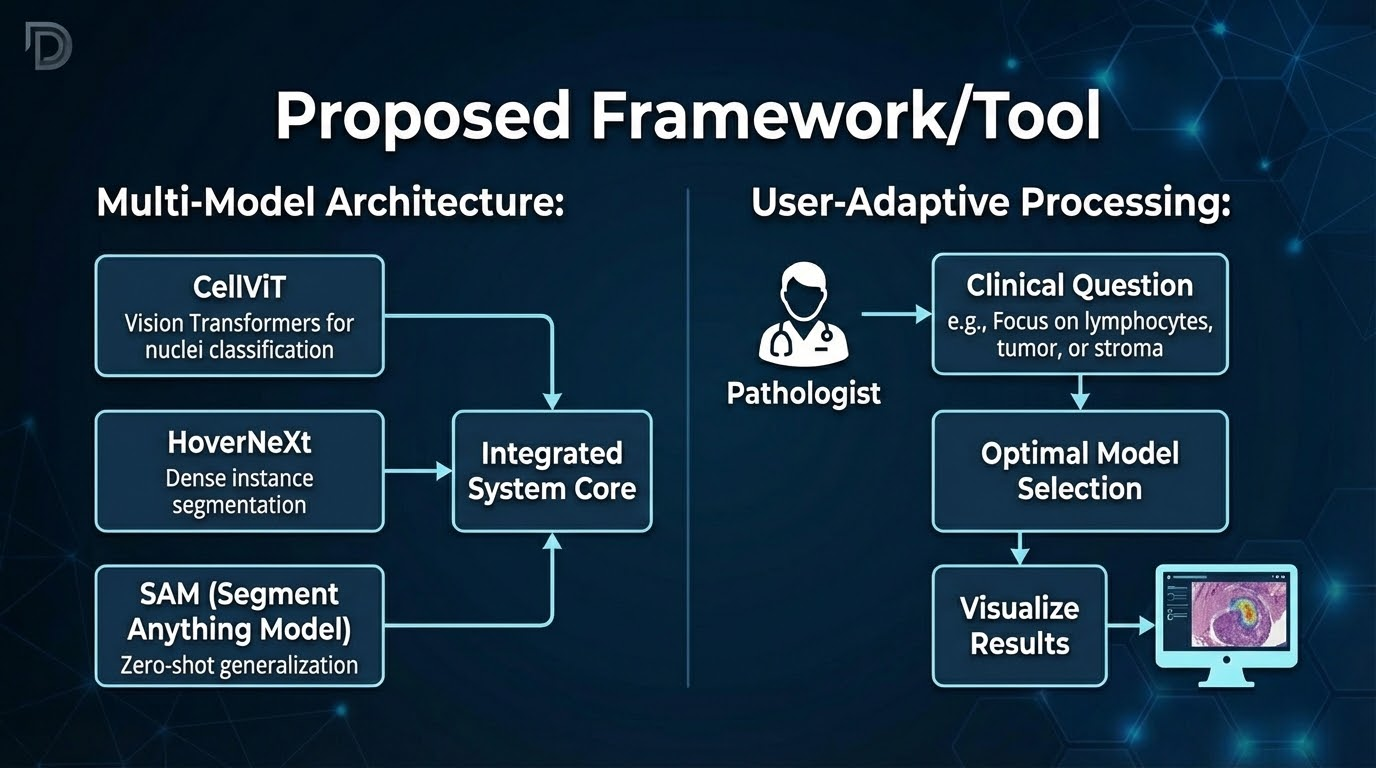 Proposed Framework/Tool
Multi-Model Architecture:
CellViT
Vision Transformers for
nuclei classification
HoverNeXt
Dense instance
segmentation
SAM (Segment
Anything Model)
Zero-shot generalization
Integrated
System Core
User-Adaptive Processing:
Pathologist
Clinical Question
e.g., Focus on lymphocytes,
tumor, or stroma
Optimal Model
Selection
Visualize
Results